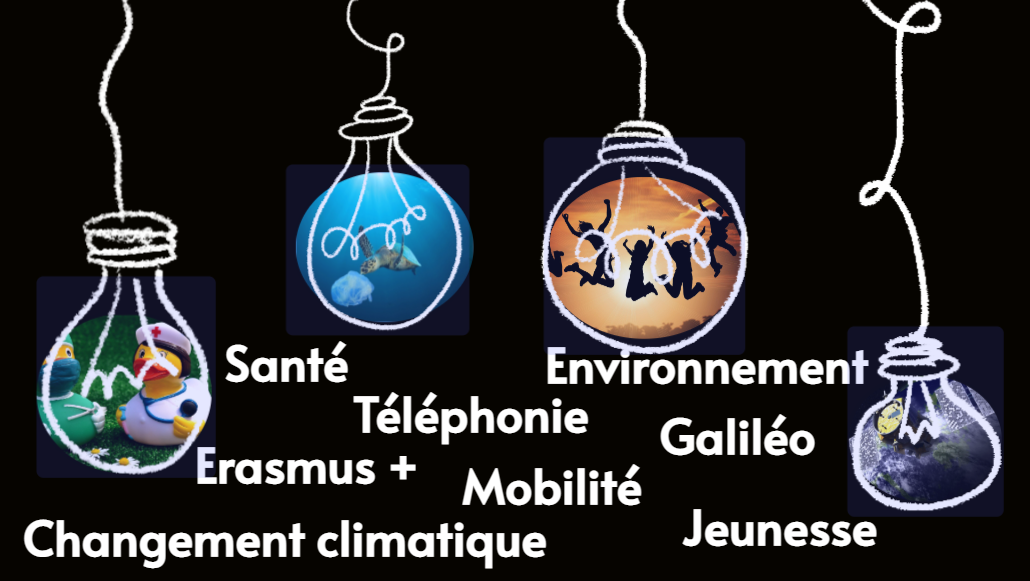 Santé
Environnement
Téléphonie
Galiléo
Erasmus +
Mobilité
Changement climatique
Jeunesse